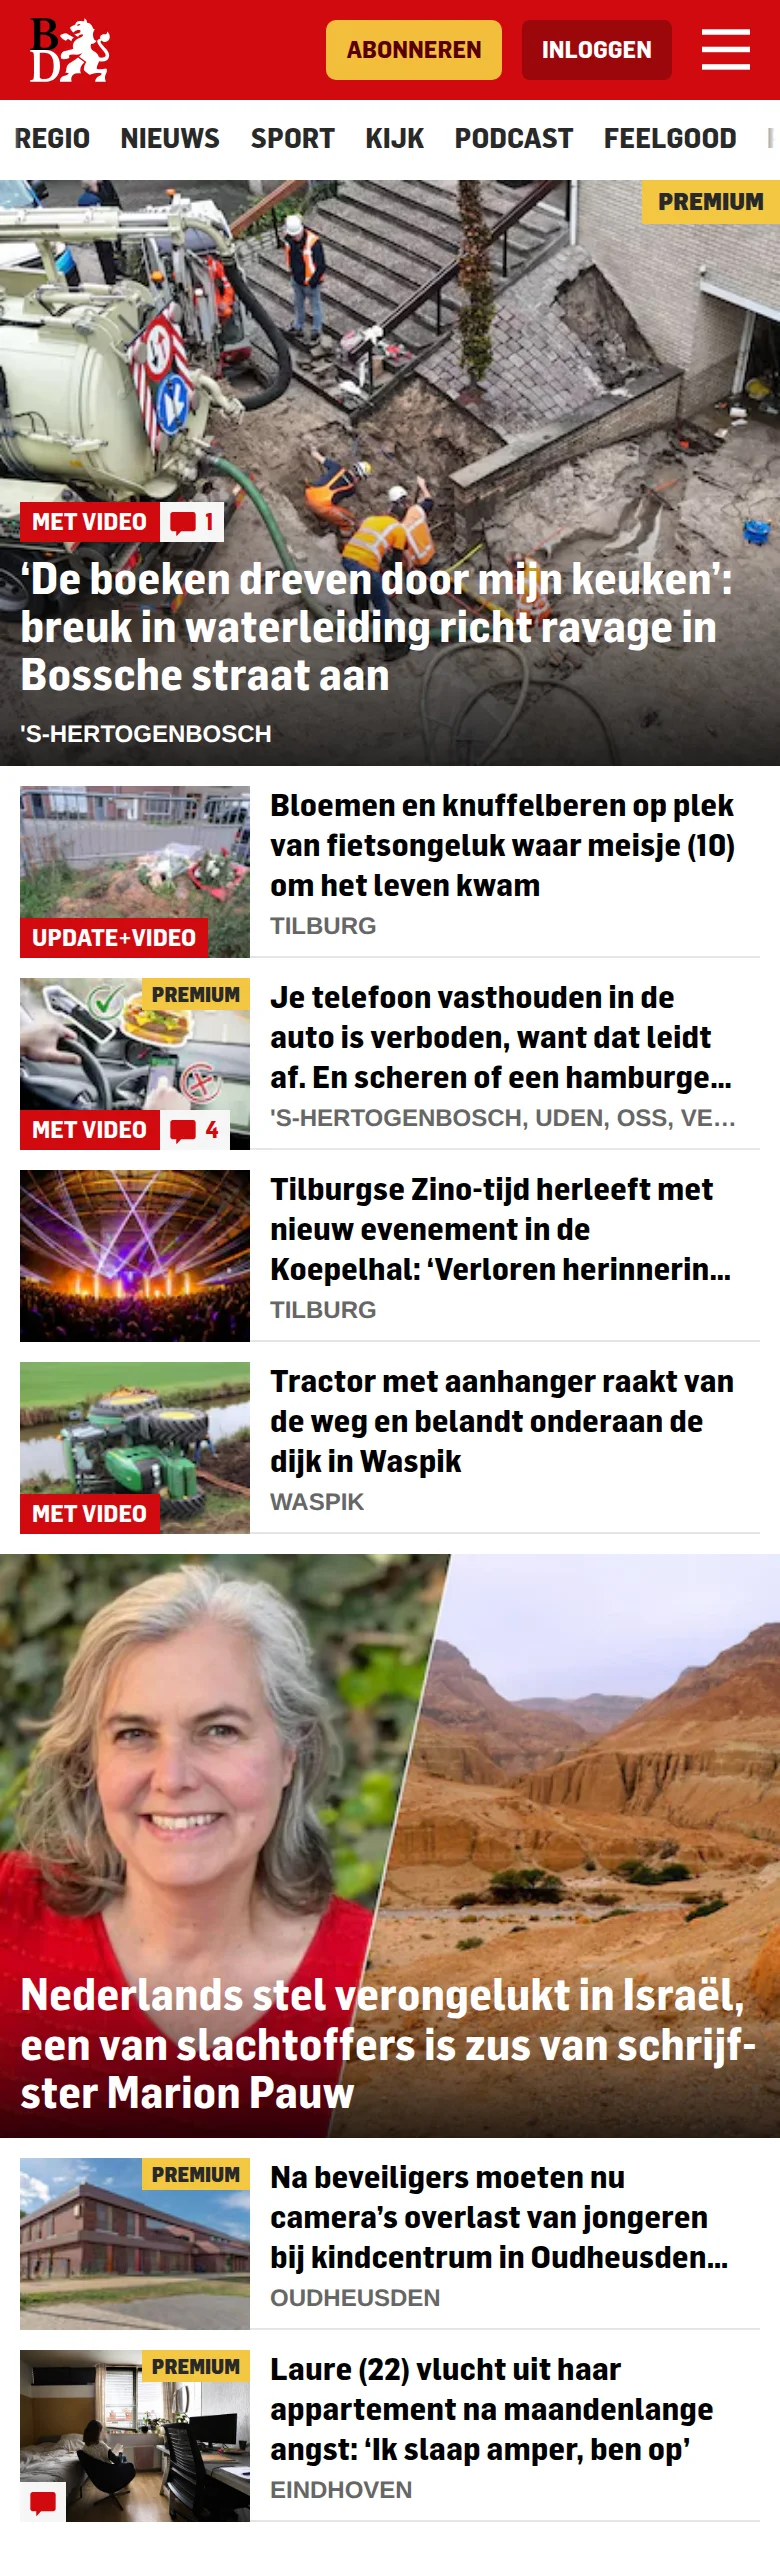 BD
ABONNEREN
INLOGGEN
REGIO NIEUWS SPORT KIJK PODCAST FEELGOOD
PREMIUM
MET VIDEO 1
‘De boeken dreven door mijn keuken’:
breuk in waterleiding richt ravage in
Bossche straat aan
'S-HERTOGENBOSCH
Bloemen en knuffelberen op plek
van fietsongeluk waar meisje (10)
om het leven kwam
TILBURG
UPDATE+VIDEO
PREMIUM
Je telefoon vasthouden in de
auto is verboden, want dat leidt
af. En scheren of een hamburge...
'S-HERTOGENBOSCH, UDEN, OSS, VE...
MET VIDEO 4
Tilburgse Zino-tijd herleeft met
nieuw evenement in de
Koepelhal: ‘Verloren herinnerin...
TILBURG
Tractor met aanhanger raakt van
de weg en belandt onderaan de
dijk in Waspik
WASPIK
MET VIDEO
Nederlands stel verongelukt in Israël,
een van slachtoffers is zus van schrijf-
ster Marion Pauw
PREMIUM
Na beveiligers moeten nu
camera’s overlast van jongeren
bij kindcentrum in Oudheusden...
OUDHEUSDEN
PREMIUM
Laure (22) vlucht uit haar
appartement na maandenlange
angst: ‘Ik slaap amper, ben op’
EINDHOVEN